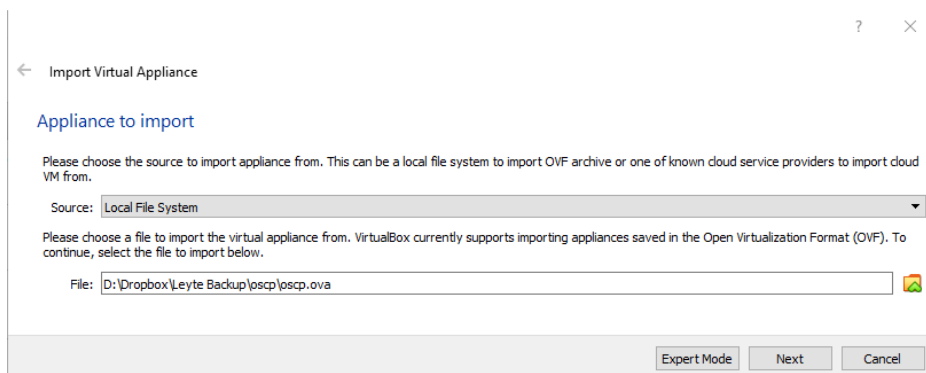 ?
Import Virtual Appliance
Appliance to import
Please choose the source to import appliance from. This can be a local file system to import OVF archive or one of known cloud service providers to import cloud
VM from.
Source: Local File System
Please choose a file to import the virtual appliance from. VirtualBox currently supports importing appliances saved in the Open Virtualization Format (OVF). To
continue, select the file to import below.
File: D:\Dropbox\Leyte Backup\oscp\oscp.ova
Expert Mode Next Cancel